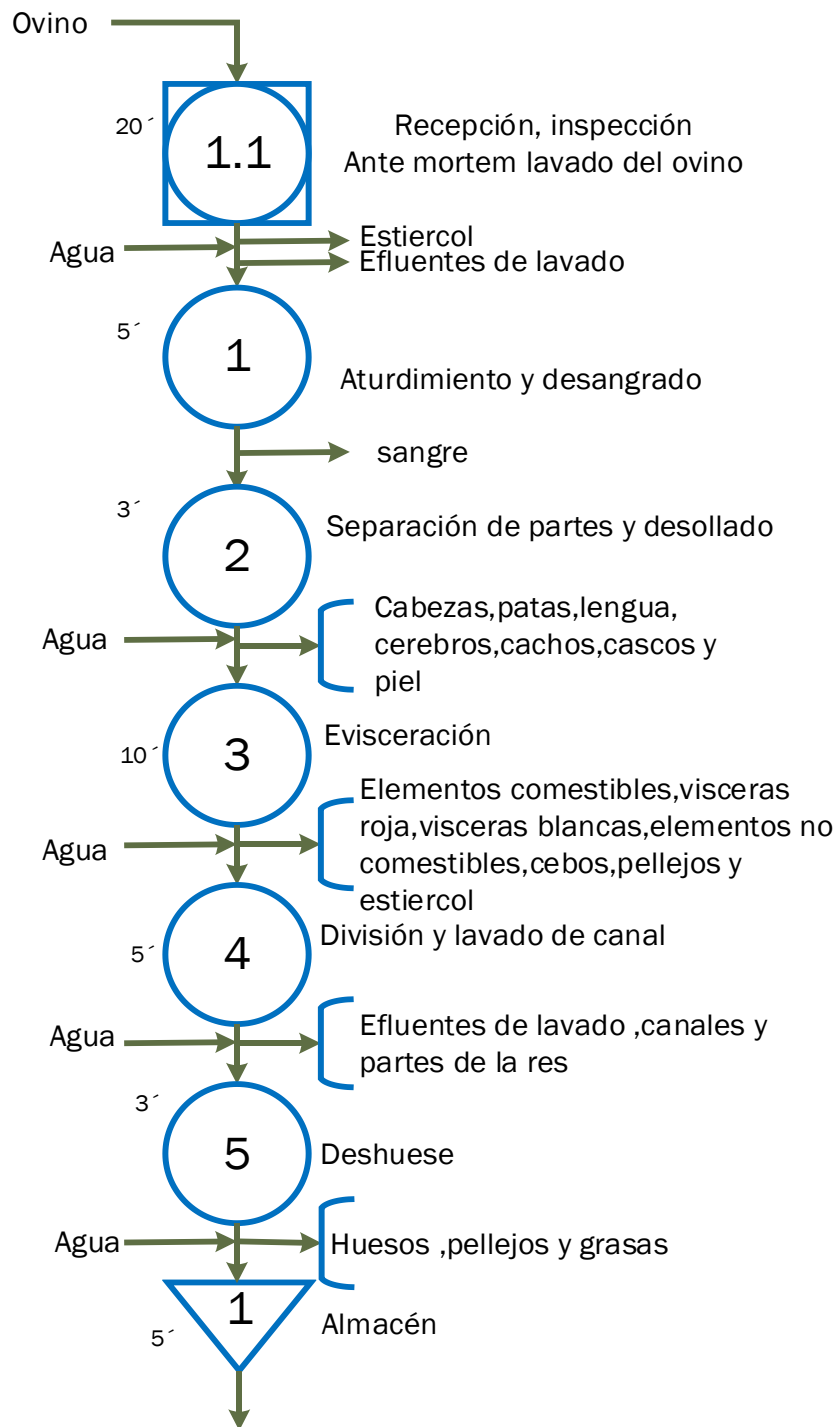 Ovino
20´
1.1
Recepción, inspección
Ante mortem lavado del ovino
Agua
Estiercol
Efluentes de lavado
5´
1
Aturdimiento y desangrado
sangre
3´
2
Separación de partes y desollado
Agua
Cabezas,patas,lengua,
cerebros,cachos,cascos y
piel
10´
3
Evisceración
Agua
Elementos comestibles,visceras
roja,visceras blancas,elementos no
comestibles,cebos,pellejos y
estiercol
5´
4
División y lavado de canal
Agua
Efluentes de lavado ,canales y
partes de la res
3´
5
Deshuese
Agua
Huesos ,pellejos y grasas
5´
1
Almacén